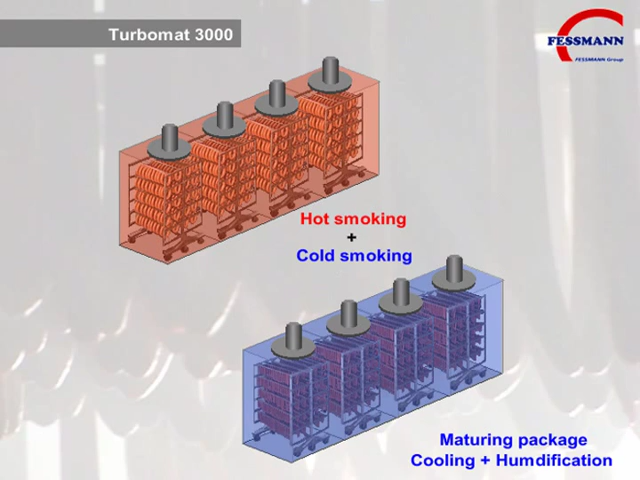 Turbomat 3000
FESSMANN
FESSMANN Group
Hot smoking
+
Cold smoking
Maturing package
Cooling + Humdification